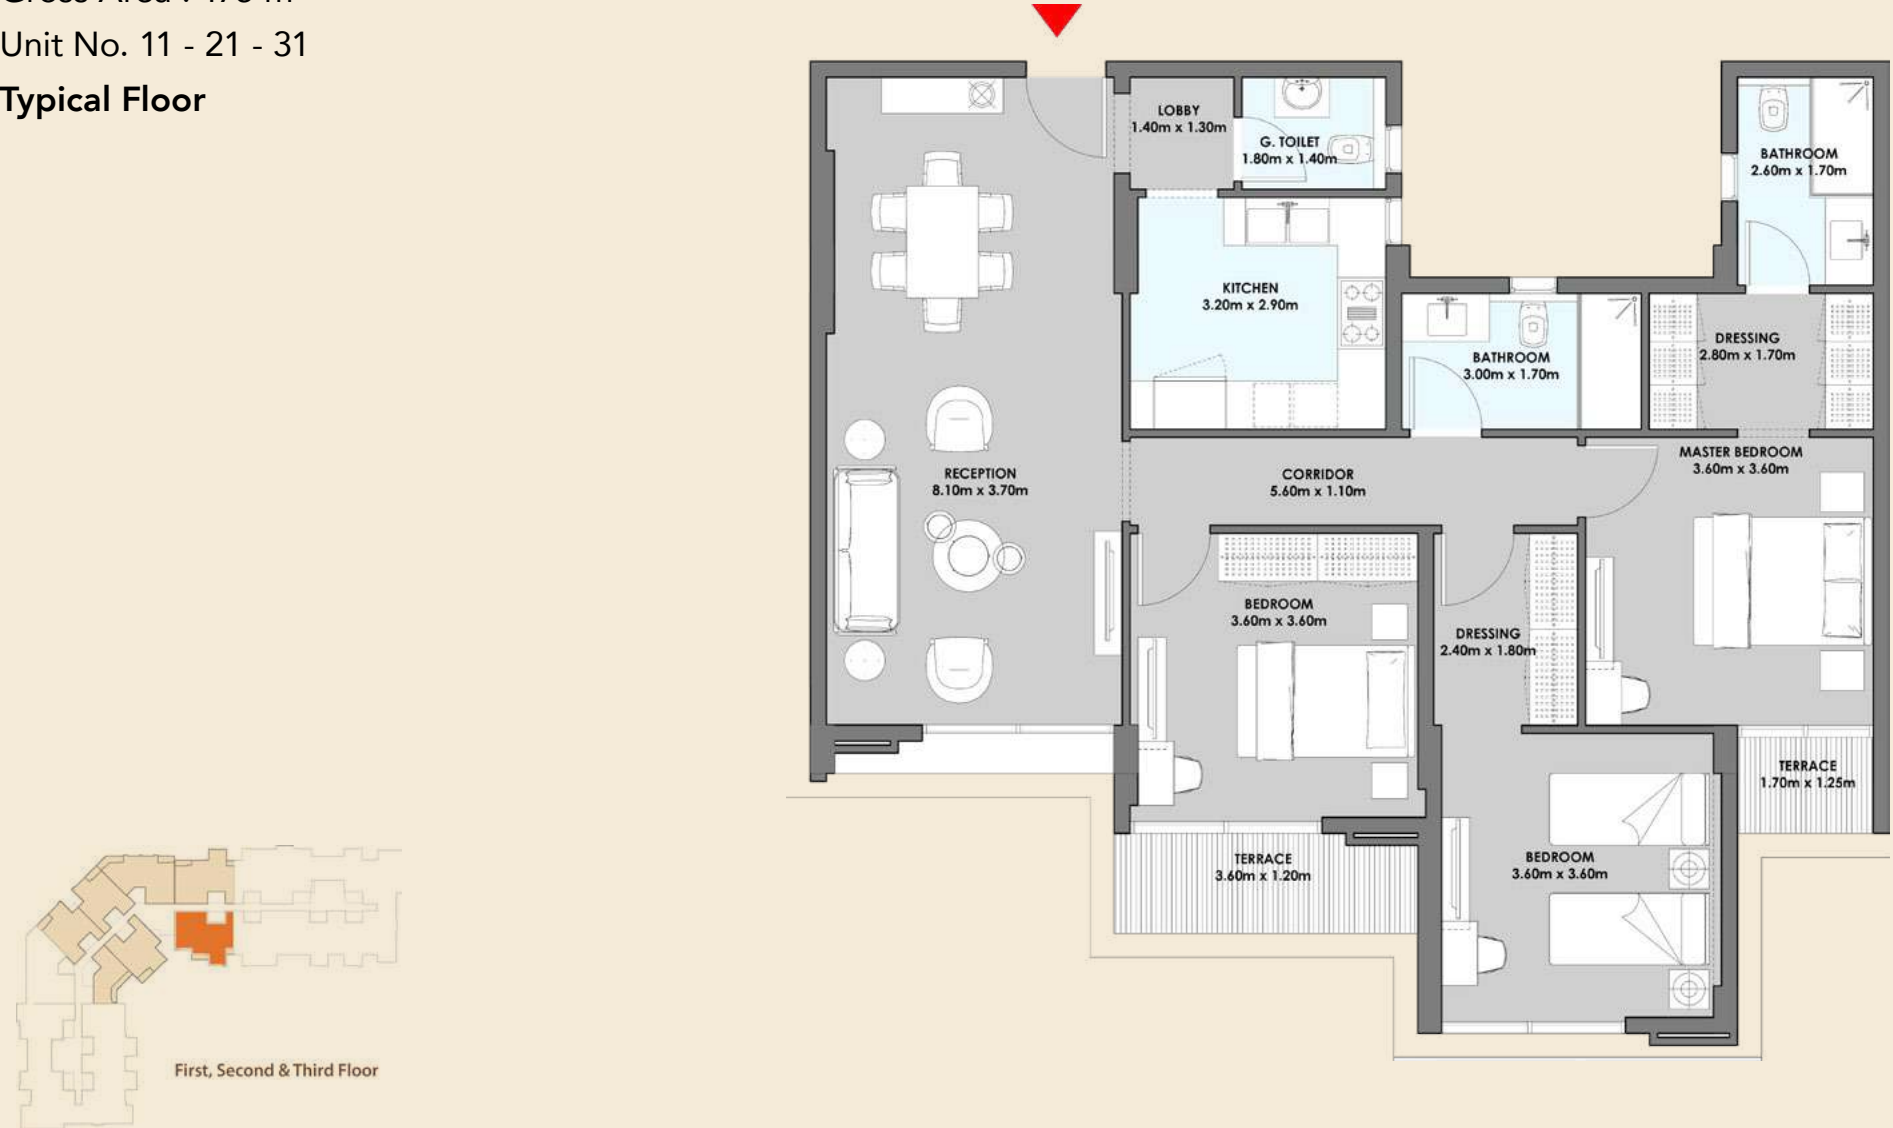 Unit No. 11 - 21 - 31
Typical Floor
LOBBY
1.40m x 1.30m
G. TOILET
1.80m x 1.40m
BATHROOM
2.60m x 1.70m
KITCHEN
3.20m x 2.90m
BATHROOM
3.00m x 1.70m
DRESSING
2.80m x 1.70m
RECEPTION
8.10m x 3.70m
CORRIDOR
5.60m x 1.10m
MASTER BEDROOM
3.60m x 3.60m
BEDROOM
3.60m x 3.60m
DRESSING
2.40m x 1.80m
TERRACE
1.70m x 1.25m
TERRACE
3.60m x 1.20m
BEDROOM
3.60m x 3.60m
First, Second & Third Floor